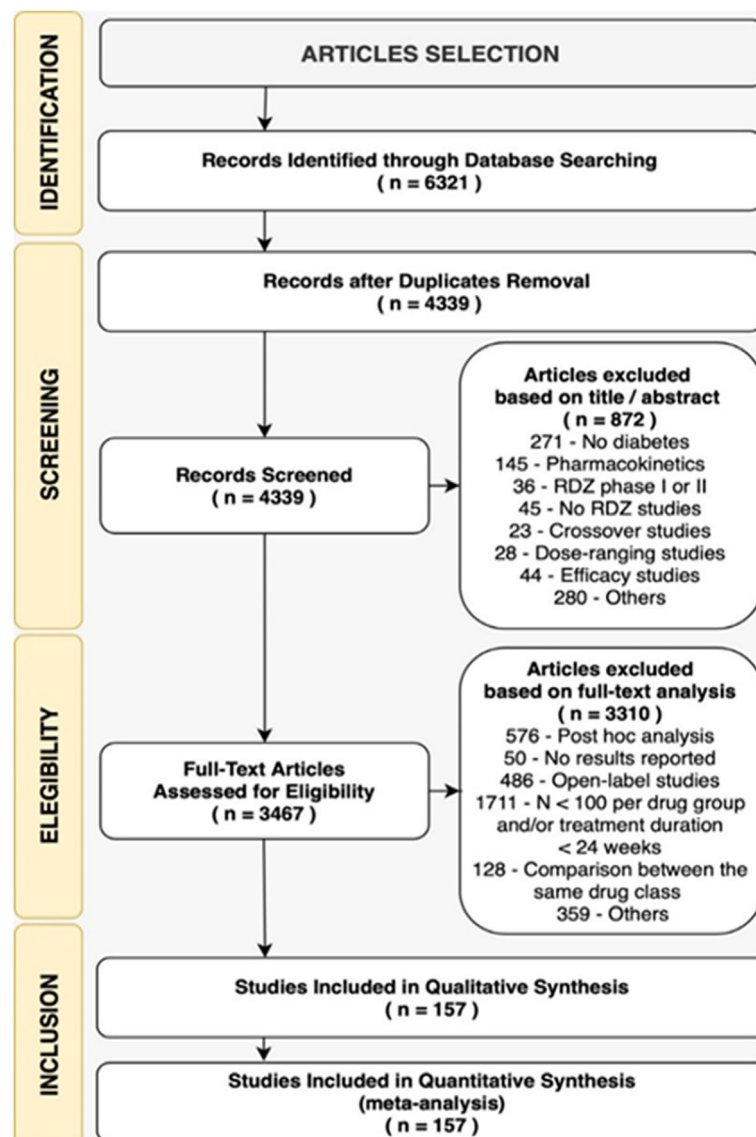 IDENTIFICATION
ARTICLES SELECTION
Records Identified through Database Searching
( n = 6321 )
SCREENING
Records after Duplicates Removal
( n = 4339 )
Records Screened
( n = 4339 )
Articles excluded
based on title / abstract
( n = 872 )
271 - No diabetes
145 - Pharmacokinetics
36 - RDZ phase I or II
45 - No RDZ studies
23 - Crossover studies
28 - Dose-ranging studies
44 - Efficacy studies
280 - Others
ELEGIBILITY
Full-Text Articles
Assessed for Eligibility
( n = 3467 )
Articles excluded
based on full-text analysis
( n = 3310 )
576 - Post hoc analysis
50 - No results reported
486 - Open-label studies
1711 - N < 100 per drug group
and/or treatment duration
< 24 weeks
128 - Comparison between the
same drug class
359 - Others
INCLUSION
Studies Included in Qualitative Synthesis
( n = 157 )
Studies Included in Quantitative Synthesis
(meta-analysis)
( n = 157 )